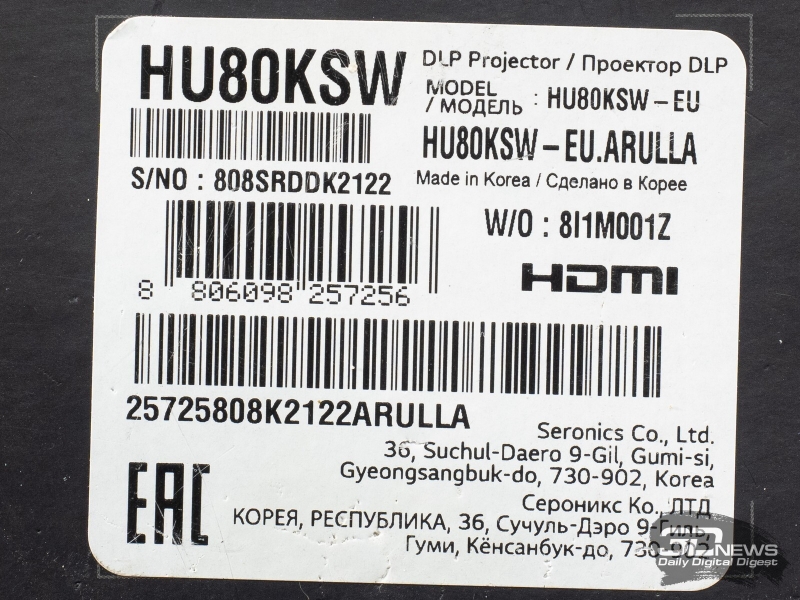 HU80KSW
DLP Projector / Проектор DLP
MODEL
/ МОДЕЛЬ : HU80KSW – EU
HU80KSW – EU.ARULLA
S/NO : 808SRDDK2122
Made in Korea / Сделано в Корее
W/O : 8I1M001Z
HDMI
8 806098 257256
25725808K2122ARULLA
Seronics Co., Ltd.
36, Suchul-Daero 9-Gil, Gumi-si,
Gyeongsangbuk-do, 730-902, Korea
EAC
Сероникс Ко., ЛТД
КОРЕЯ, РЕСПУБЛИКА, 36, Сучуль-Дэро 9-Гиль,
Гуми, Кёнсанбук-до, 730-902
3DNEWS
Daily Digital Digest